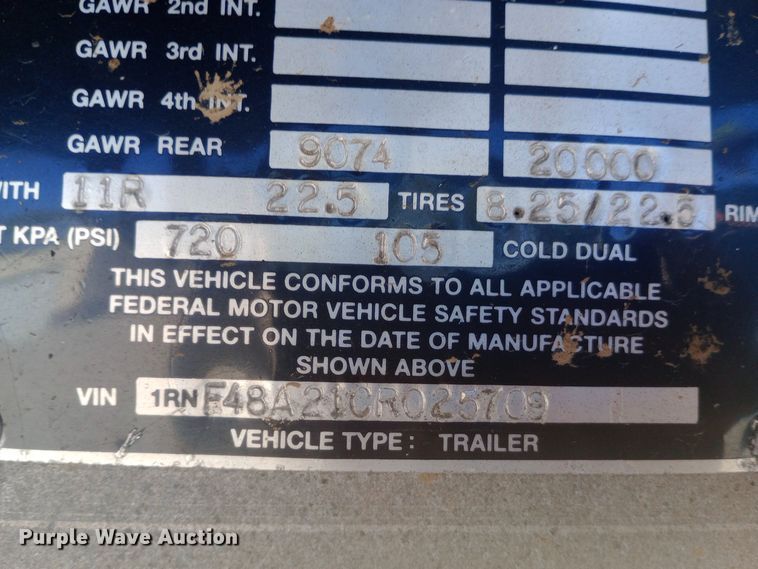 GAWR 2nd INT.
GAWR 3rd INT.
GAWR 4th INT.
GAWR REAR 9074 20000
WITH 11R 22.5 TIRES 8.25/22.5 RIM
T KPA (PSI) 720 105 COLD DUAL
THIS VEHICLE CONFORMS TO ALL APPLICABLE
FEDERAL MOTOR VEHICLE SAFETY STANDARDS
IN EFFECT ON THE DATE OF MANUFACTURE
SHOWN ABOVE
VIN 1RNF48A21CR025709
VEHICLE TYPE: TRAILER
Purple Wave Auction
PurpleWave.com